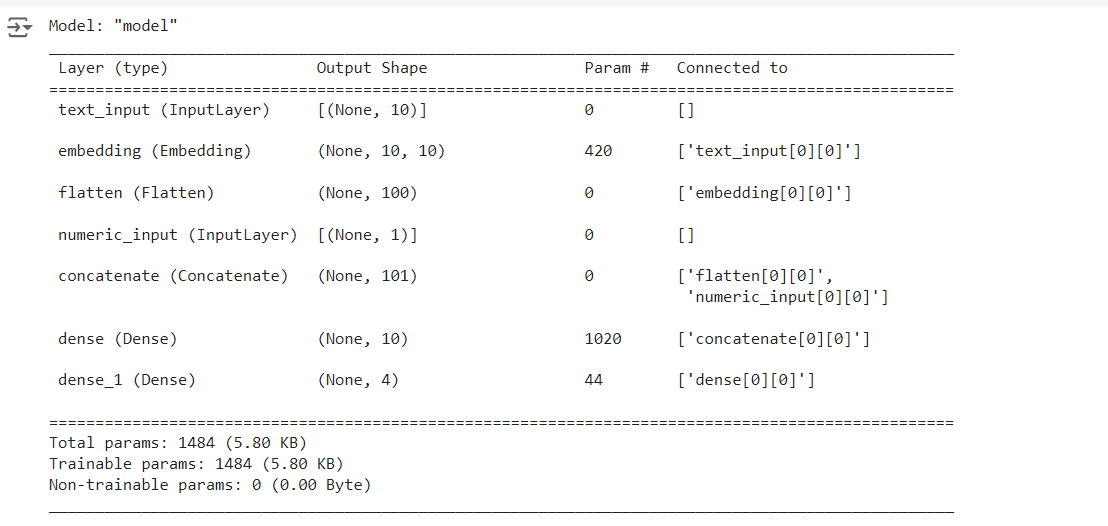 Model: "model"
__________________________________________________________________________________________________
Layer (type) Output Shape Param # Connected to
==================================================================================================
text_input (InputLayer) [(None, 10)] 0 []
embedding (Embedding) (None, 10, 10) 420 ['text_input[0][0]']
flatten (Flatten) (None, 100) 0 ['embedding[0][0]']
numeric_input (InputLayer) [(None, 1)] 0 []
concatenate (Concatenate) (None, 101) 0 ['flatten[0][0]',
'numeric_input[0][0]']
dense (Dense) (None, 10) 1020 ['concatenate[0][0]']
dense_1 (Dense) (None, 4) 44 ['dense[0][0]']
==================================================================================================
Total params: 1484 (5.80 KB)
Trainable params: 1484 (5.80 KB)
Non-trainable params: 0 (0.00 Byte)
__________________________________________________________________________________________________